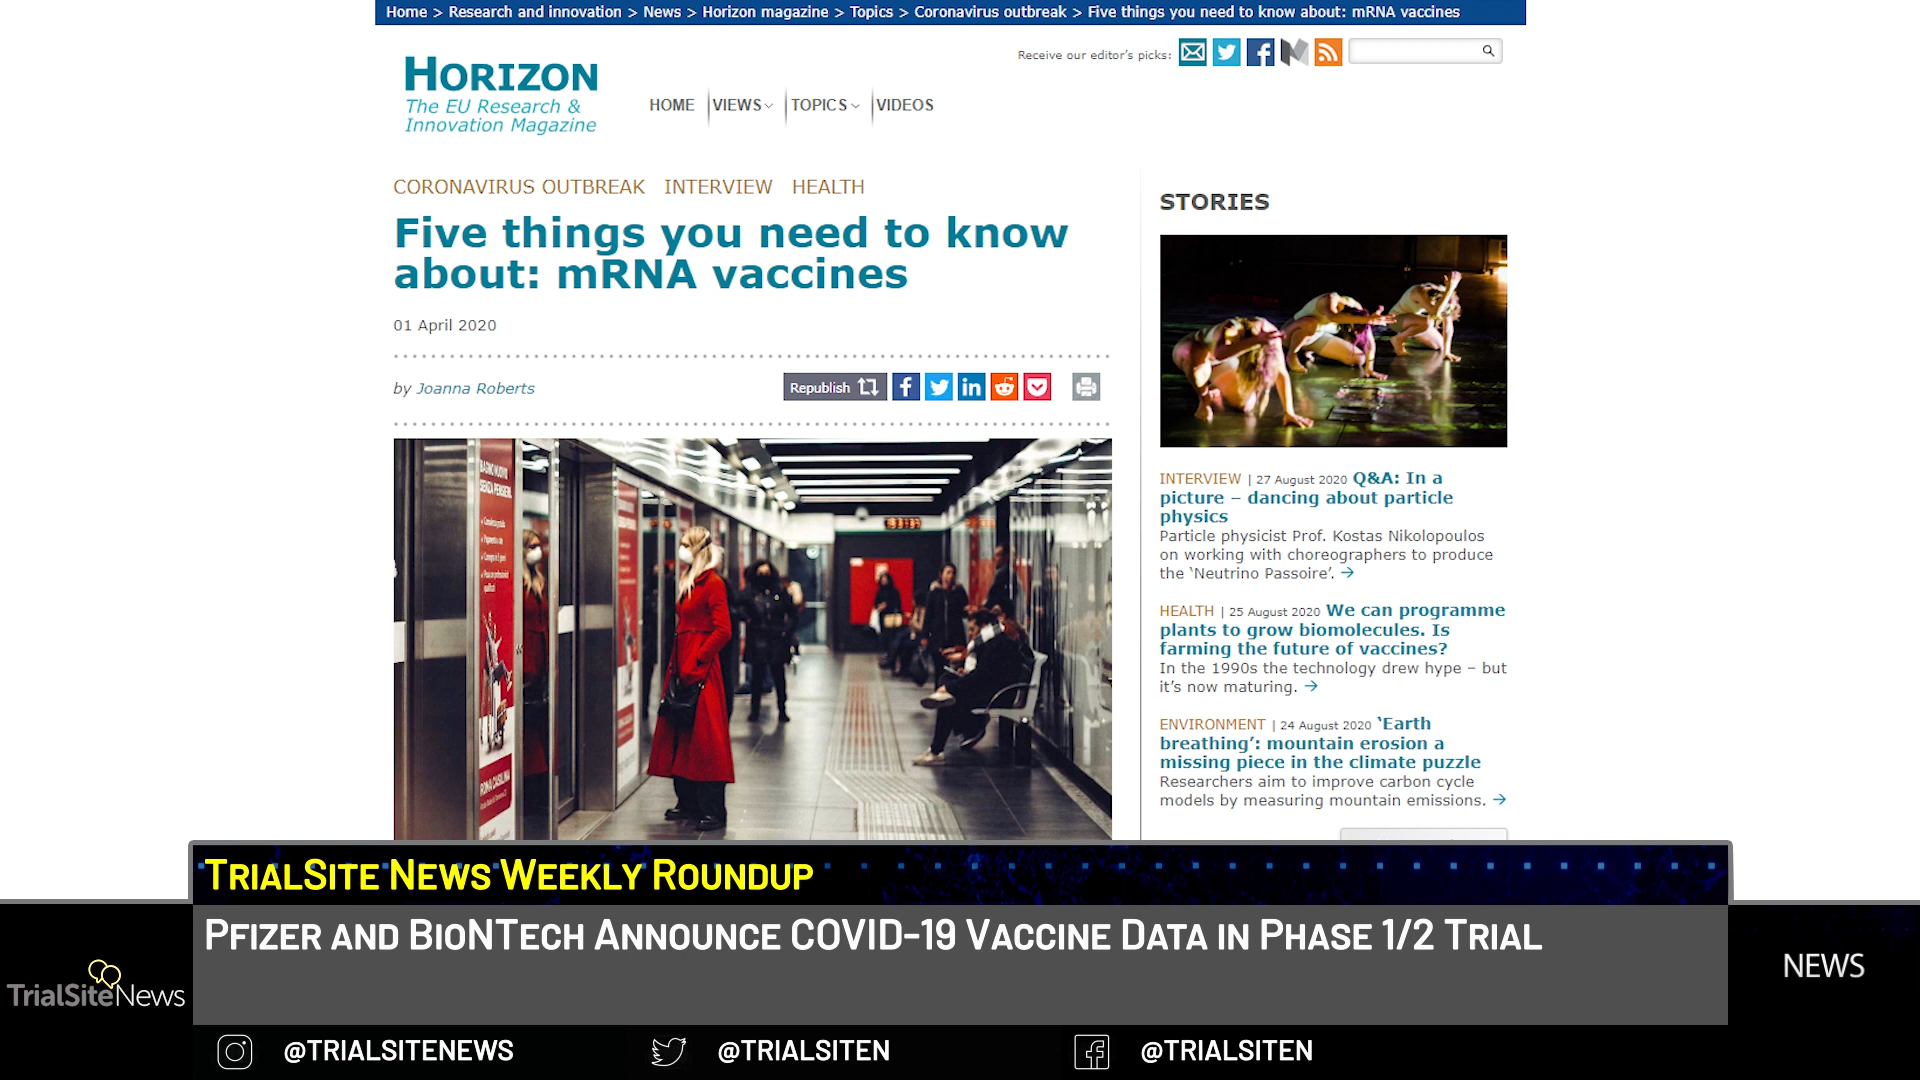 Home > Research and innovation > News > Horizon magazine > Topics > Coronavirus outbreak > Five things you need to know about: mRNA vaccines
Receive our editor's picks:
HORIZON
The EU Research &
Innovation Magazine
HOME
VIEWS
TOPICS
VIDEOS
CORONAVIRUS OUTBREAK INTERVIEW HEALTH
Five things you need to know
about: mRNA vaccines
01 April 2020
by Joanna Roberts
Republish
STORIES
INTERVIEW | 27 August 2020 Q&A: In a
picture – dancing about particle
physics
Particle physicist Prof. Kostas Nikolopoulos
on working with choreographers to produce
the ‘Neutrino Passoire’.
HEALTH | 25 August 2020 We can programme
plants to grow biomolecules. Is
farming the future of vaccines?
In the 1990s the technology drew hype – but
it’s now maturing.
ENVIRONMENT | 24 August 2020 ‘Earth
breathing’: mountain erosion a
missing piece in the climate puzzle
Researchers aim to improve carbon cycle
models by measuring mountain emissions.
TRIALSITE NEWS WEEKLY ROUNDUP
PFIZER AND BIONTECH ANNOUNCE COVID-19 VACCINE DATA IN PHASE 1/2 TRIAL
TrialSiteNews
NEWS
@TRIALSITENEWS
@TRIALSITEN
@TRIALSITEN